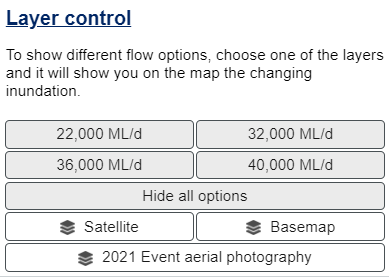 Layer control
To show different flow options, choose one of the layers
and it will show you on the map the changing
inundation.
22,000 ML/d
32,000 ML/d
36,000 ML/d
40,000 ML/d
Hide all options
Satellite
Basemap
2021 Event aerial photography